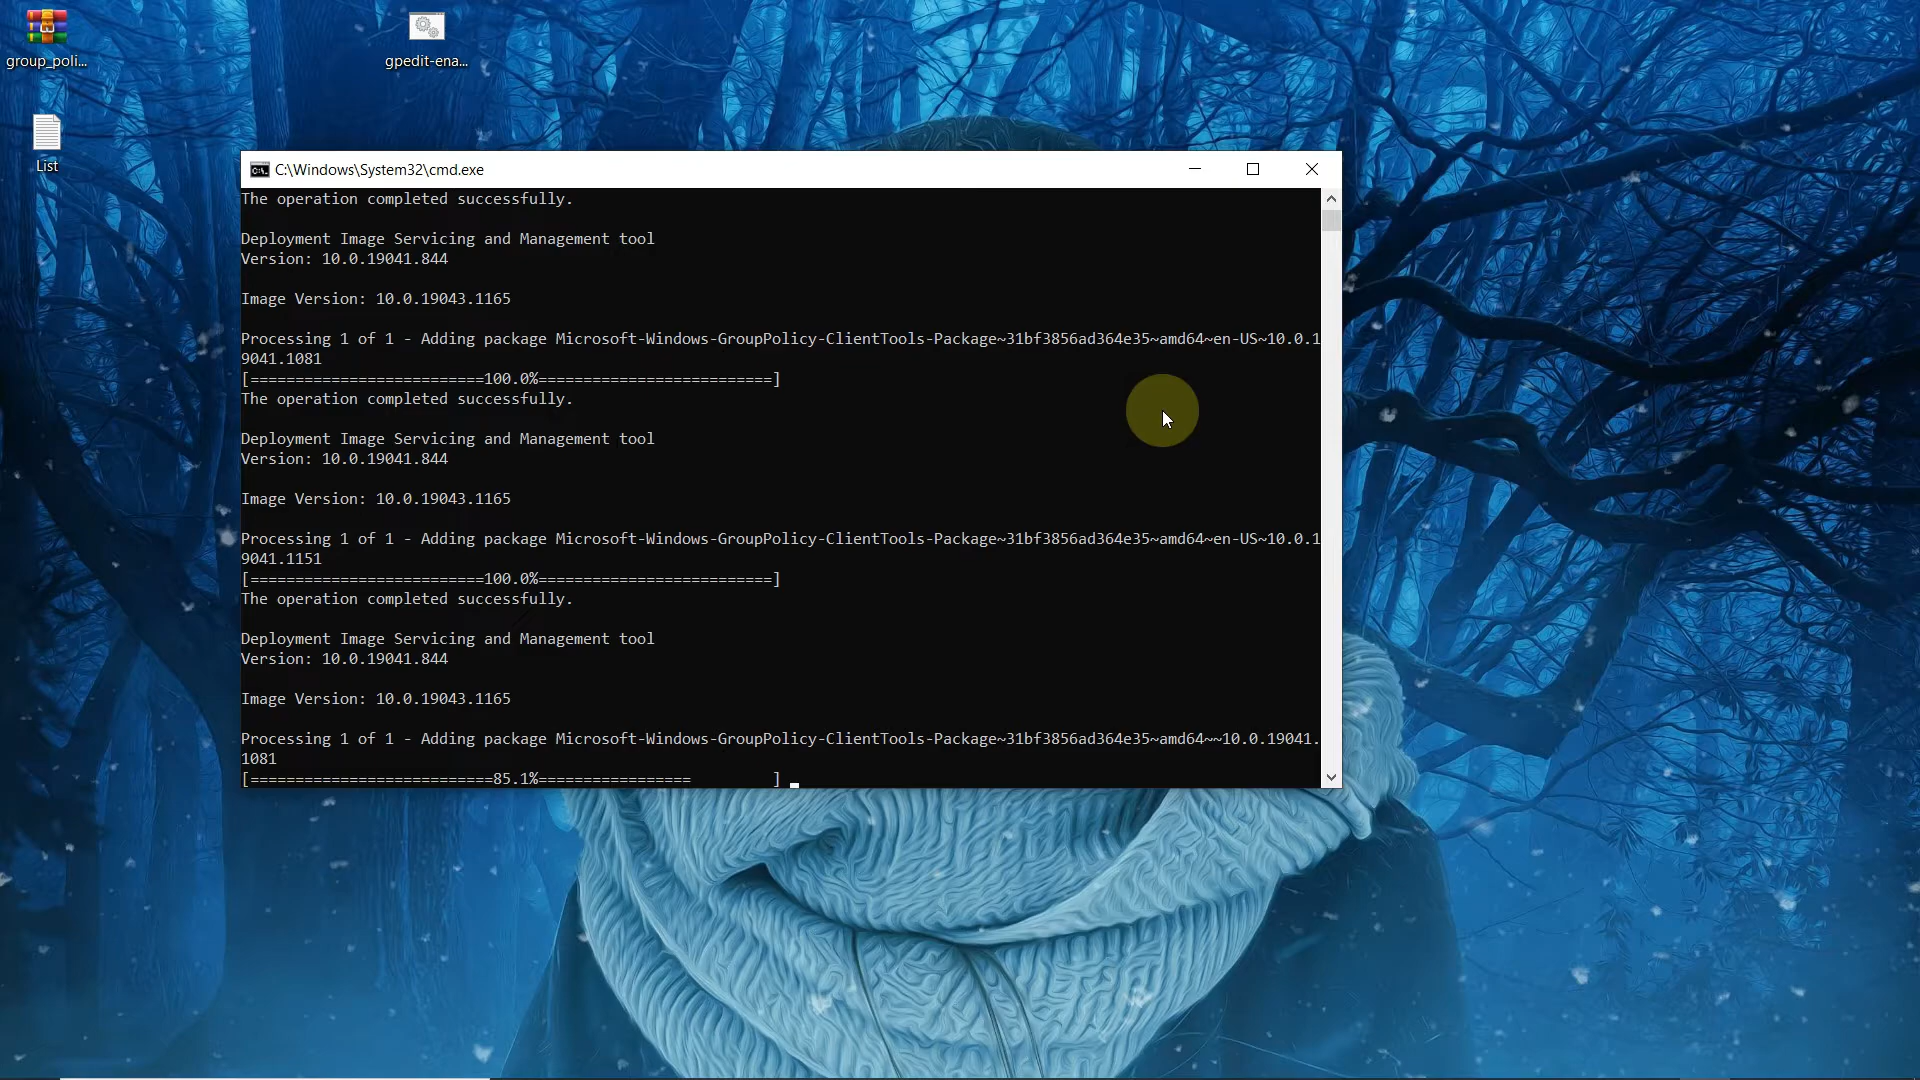 group_poli...
gpedit-ena...
List
C:\Windows\System32\cmd.exe
The operation completed successfully.
Deployment Image Servicing and Management tool
Version: 10.0.19041.844
Image Version: 10.0.19043.1165
Processing 1 of 1 - Adding package Microsoft-Windows-GroupPolicy-ClientTools-Package~31bf3856ad364e35~amd64~en-US~10.0.1
9041.1081
[==========================100.0%==========================]
The operation completed successfully.
Deployment Image Servicing and Management tool
Version: 10.0.19041.844
Image Version: 10.0.19043.1165
Processing 1 of 1 - Adding package Microsoft-Windows-GroupPolicy-ClientTools-Package~31bf3856ad364e35~amd64~en-US~10.0.1
9041.1151
[==========================100.0%==========================]
The operation completed successfully.
Deployment Image Servicing and Management tool
Version: 10.0.19041.844
Image Version: 10.0.19043.1165
Processing 1 of 1 - Adding package Microsoft-Windows-GroupPolicy-ClientTools-Package~31bf3856ad364e35~amd64~~10.0.19041.
1081
[===========================85.1%=================         ]